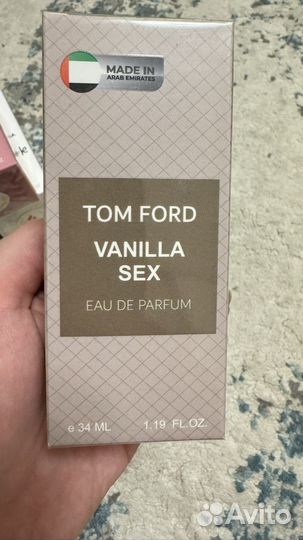 MADE IN
ARAB EMIRATES
TOM FORD
VANILLA
SEX
EAU DE PARFUM
e 34 ML 1.19 FL.OZ.
Avito